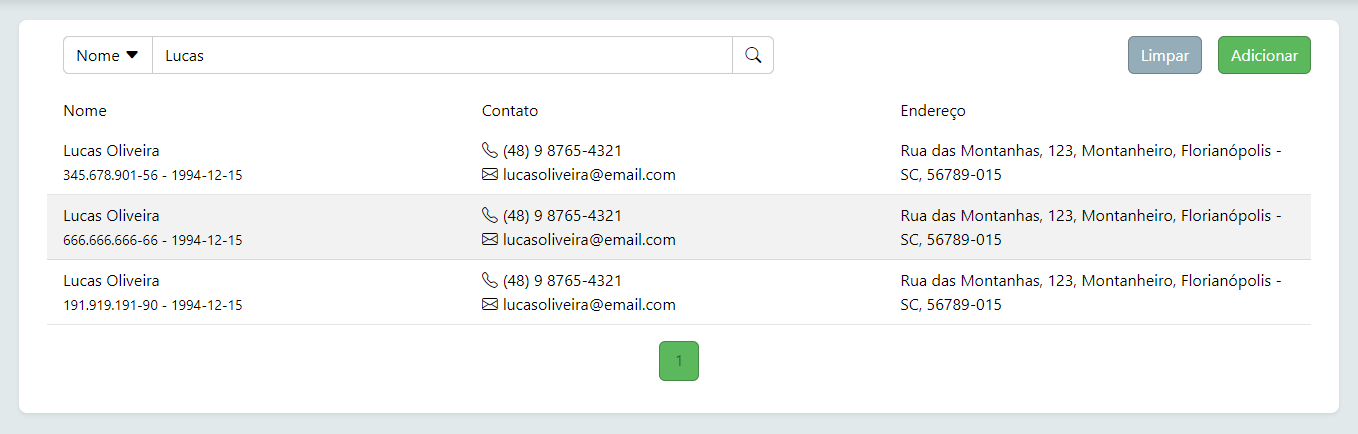 Nome Lucas Limpar Adicionar
Nome Contato Endereço
Lucas Oliveira (48) 9 8765-4321 Rua das Montanhas, 123, Montanheiro, Florianópolis -
345.678.901-56 - 1994-12-15 lucasoliveira@email.com SC, 56789-015
Lucas Oliveira (48) 9 8765-4321 Rua das Montanhas, 123, Montanheiro, Florianópolis -
666.666.666-66 - 1994-12-15 lucasoliveira@email.com SC, 56789-015
Lucas Oliveira (48) 9 8765-4321 Rua das Montanhas, 123, Montanheiro, Florianópolis -
191.919.191-90 - 1994-12-15 lucasoliveira@email.com SC, 56789-015
1